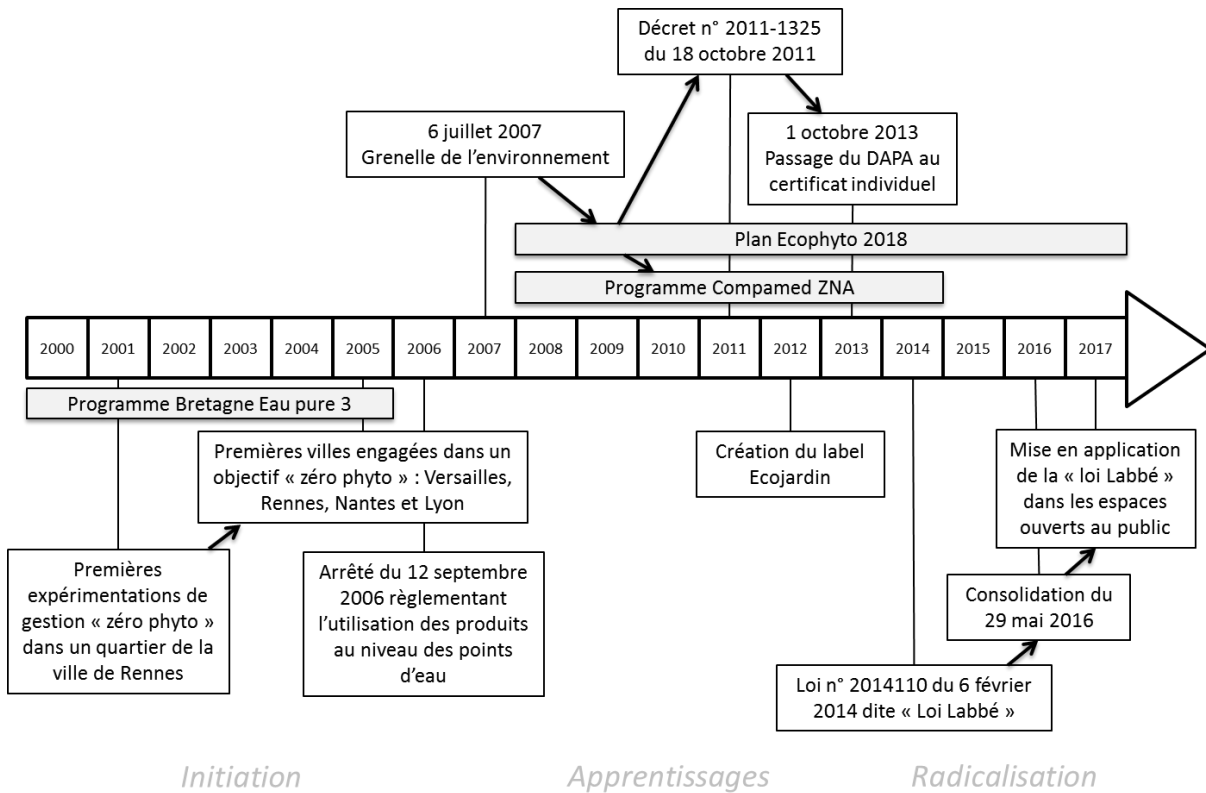 Décret n° 2011-1325
du 18 octobre 2011
6 juillet 2007
Grenelle de l’environnement
1 octobre 2013
Passage du DAPA au
certificat individuel
Plan Ecophyto 2018
Programme Compamed ZNA
2000 2001 2002 2003 2004 2005 2006 2007 2008 2009 2010 2011 2012 2013 2014 2015 2016 2017
Programme Bretagne Eau pure 3
Premières villes engagées dans un
objectif « zéro phyto » : Versailles,
Rennes, Nantes et Lyon
Création du label
Ecojardin
Mise en application
de la « loi Labbé »
dans les espaces
ouverts au public
Premières
expérimentations de
gestion « zéro phyto »
dans un quartier de la
ville de Rennes
Arrêté du 12 septembre
2006 règlementant
l’utilisation des produits
au niveau des points
d’eau
Consolidation du
29 mai 2016
Loi n° 2014110 du 6 février
2014 dite « Loi Labbé »
Initiation
Apprentissages
Radicalisation